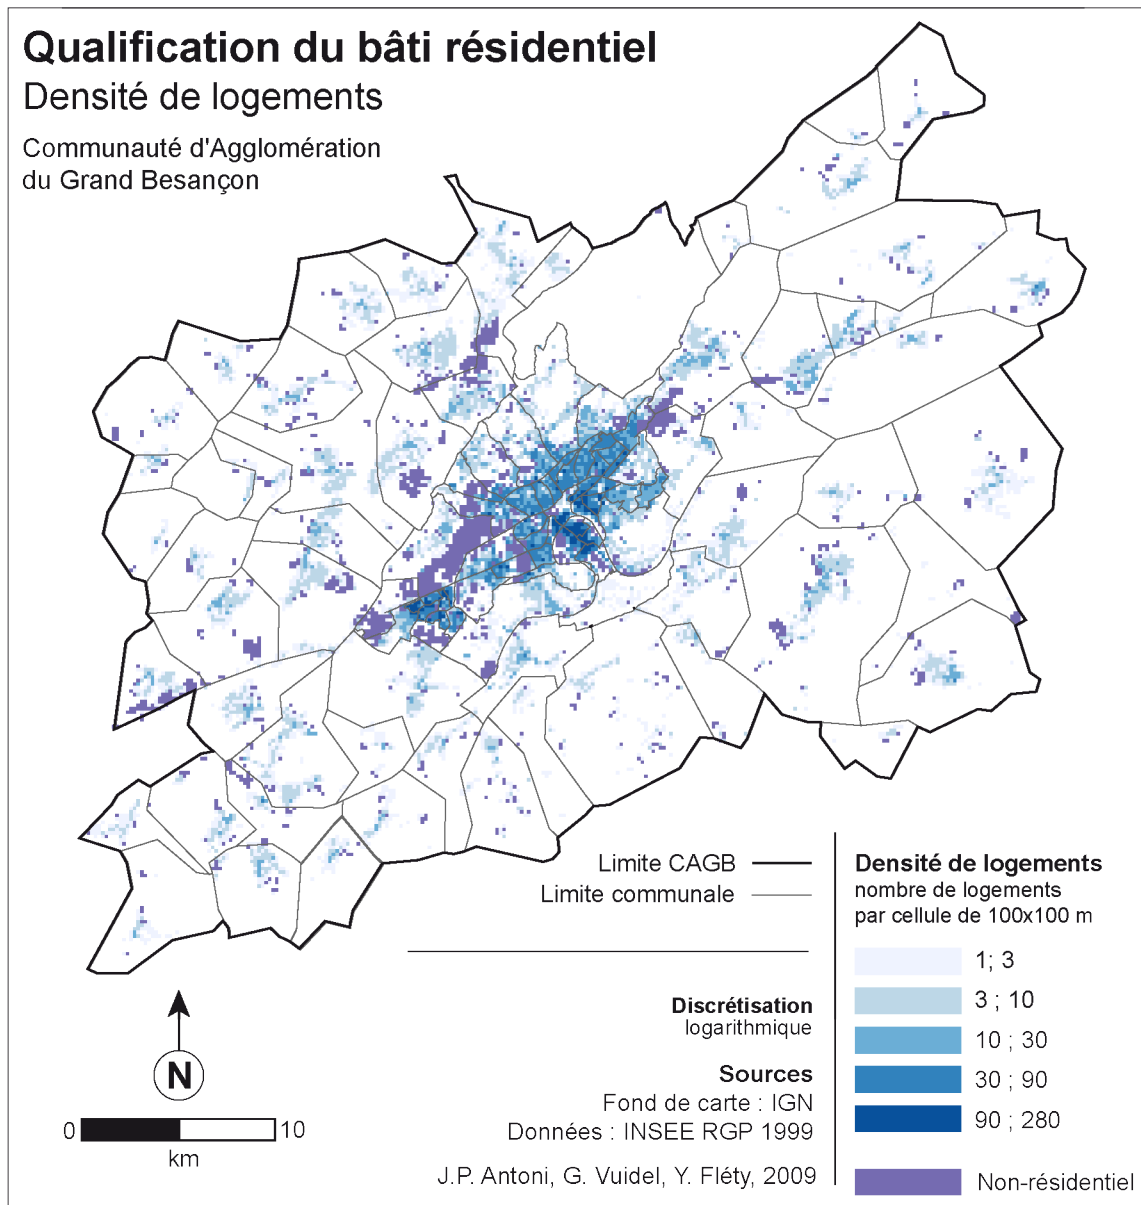 Qualification du bâti résidentiel
Densité de logements
Communauté d'Agglomération
du Grand Besançon
Limite CAGB
Limite communale
Discrétisation
logarithmique
Sources
Fond de carte : IGN
Données : INSEE RGP 1999
J.P. Antoni, G. Vuidel, Y. Fléty, 2009
Densité de logements
nombre de logements
par cellule de 100x100 m
1; 3
3 ; 10
10 ; 30
30 ; 90
90 ; 280
Non-résidentiel
N
0 10
km